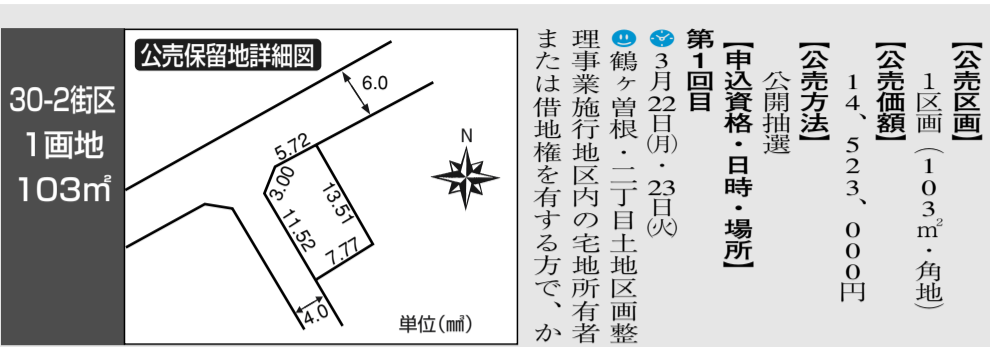 【公売区画】
1区画(103㎡・角地)
【公売価額】
14、523、000円
【公売方法】
公開抽選
【申込資格・日時・場所】
第1回目
3月22日(月)・23日(火)
鶴ヶ曽根・二丁目土地区画整
理事業施行地区内の宅地所有者
または借地権を有する方で、か
公売保留地詳細図
6.0
5.72
3.00
13.51
11.52
7.77
4.0
N
単位(㎟)
30-2街区
1画地
103㎡